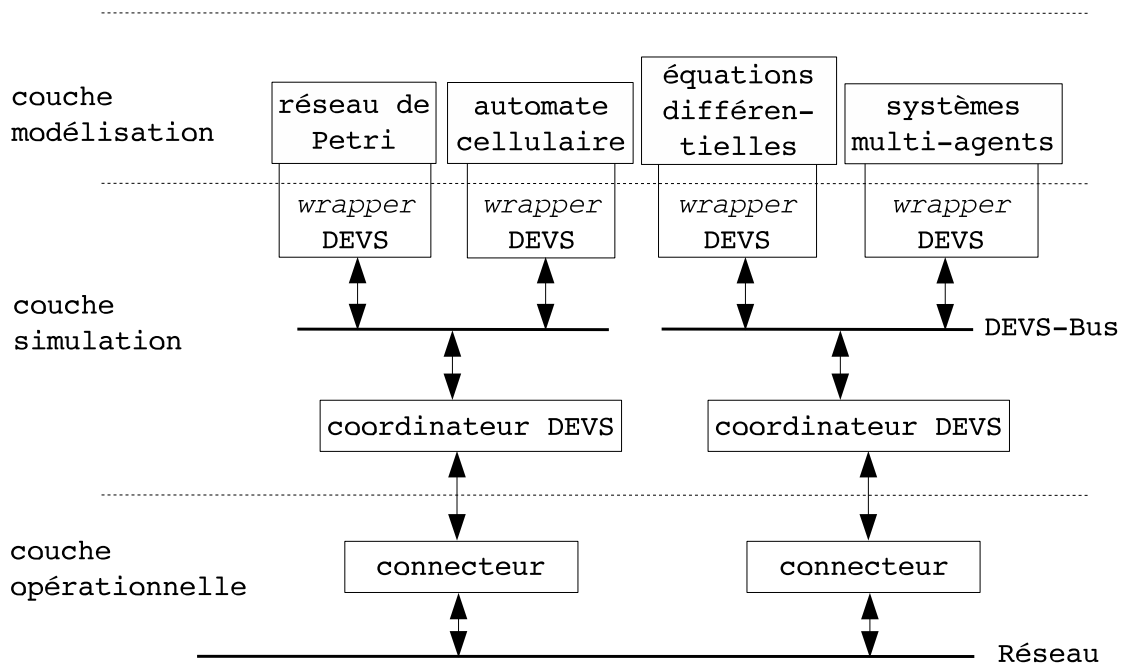 couche
modélisation
réseau de
Petri
automate
cellulaire
équations
différen-
tielles
systèmes
multi-agents
wrapper
DEVS
wrapper
DEVS
wrapper
DEVS
wrapper
DEVS
couche
simulation
DEVS-Bus
coordinateur DEVS
coordinateur DEVS
couche
opérationnelle
connecteur
connecteur
Réseau